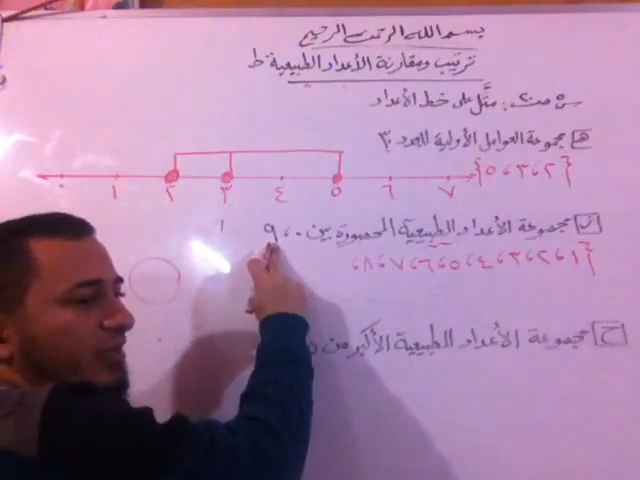 بسم الله الرحمن الرحيم
ترتيب ومقارنة الأعداد الطبيعية ط
مثّل على خط الأعداد
هـ مجموعة العوامل الأولية للعدد ٣٠
{٢، ٣، ٥}
٠ ١ ٢ ٣ ٤ ٥ ٦ ٧
مجموعة الأعداد الطبيعية المحصورة بين ٠، ٩
{١، ٢، ٣، ٤، ٥، ٦، ٧، ٨،
ح مجموعة الأعداد الطبيعية الأكبر من